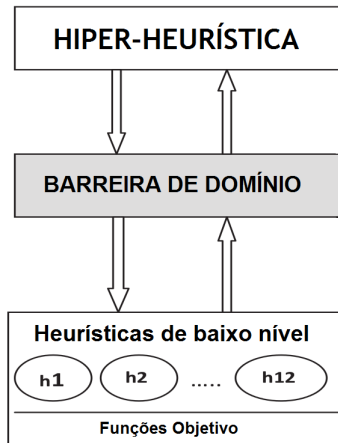 HIPER-HEURÍSTICA
BARREIRA DE DOMÍNIO
Heurísticas de baixo nível
h1 h2 ..... h12
Funções Objetivo